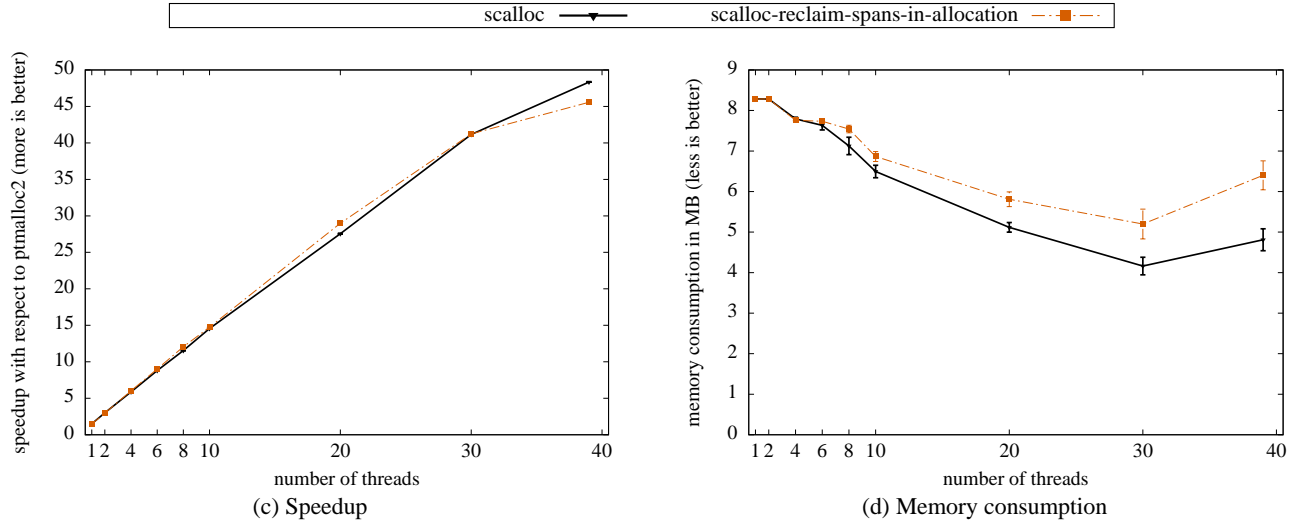 scalloc scalloc-reclaim-spans-in-allocation
speedup with respect to ptmalloc2 (more is better)
50
45
40
35
30
25
20
15
10
5
0
1 2 4 6 8 10 20 30 40
number of threads
(c) Speedup
memory consumption in MB (less is better)
9
8
7
6
5
4
3
2
1
0
1 2 4 6 8 10 20 30 40
number of threads
(d) Memory consumption